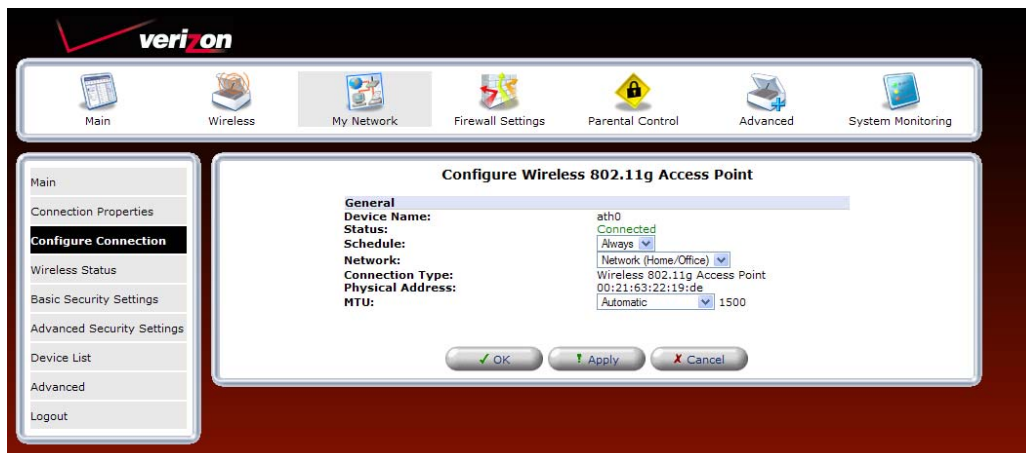 verizon
Main Wireless My Network Firewall Settings Parental Control Advanced System Monitoring
Main
Connection Properties
Configure Connection
Wireless Status
Basic Security Settings
Advanced Security Settings
Device List
Advanced
Logout
Configure Wireless 802.11g Access Point
General
Device Name: ath0
Status: Connected
Schedule: Always
Network: Network (Home/Office)
Connection Type: Wireless 802.11g Access Point
Physical Address: 00:21:63:22:19:de
MTU: Automatic 1500
OK Apply Cancel